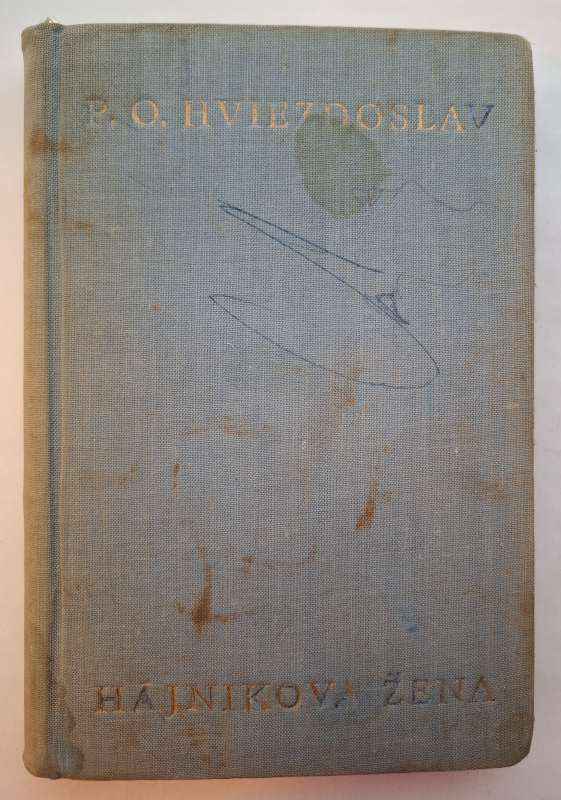 P. O. HVIEZDOSLAV
HÁJNIKOVA ŽENA